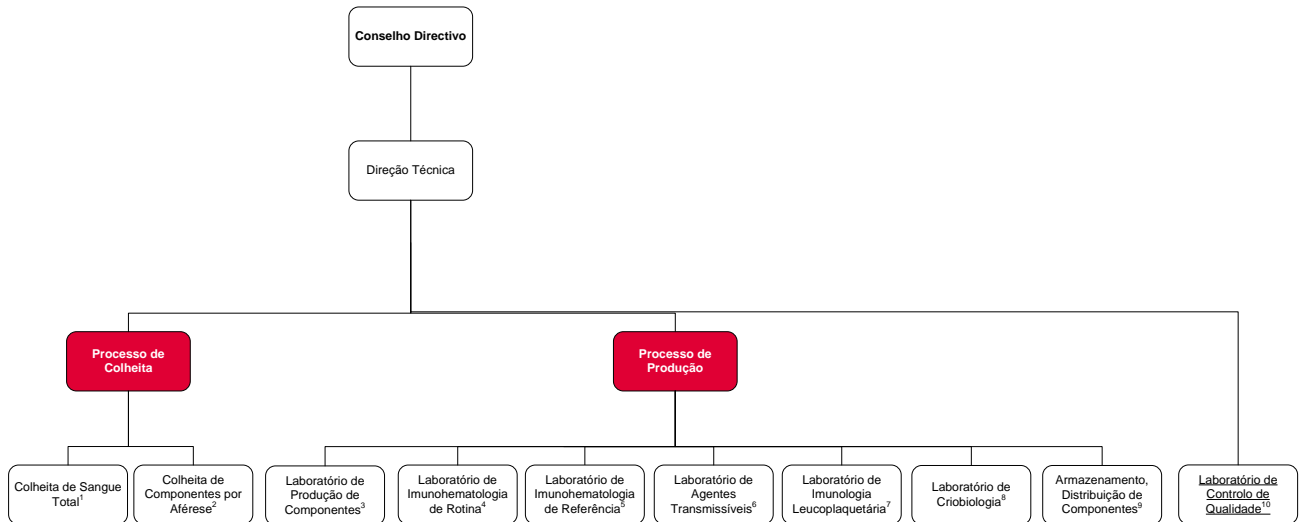 Conselho Directivo
Direção Técnica
Processo de
Colheita
Processo de
Produção
Colheita de Sangue
Total¹
Colheita de
Componentes por
Aférese²
Laboratório de
Produção de
Componentes³
Laboratório de
Imunohematologia
de Rotina⁴
Laboratório de
Imunohematologia
de Referência⁵
Laboratório de
Agentes
Transmissíveis⁶
Laboratório de
Imunologia
Leucoplaquetária⁷
Laboratório de
Criobiologia⁸
Armazenamento,
Distribuição de
Componentes⁹
Laboratório de
Controlo de
Qualidade¹⁰